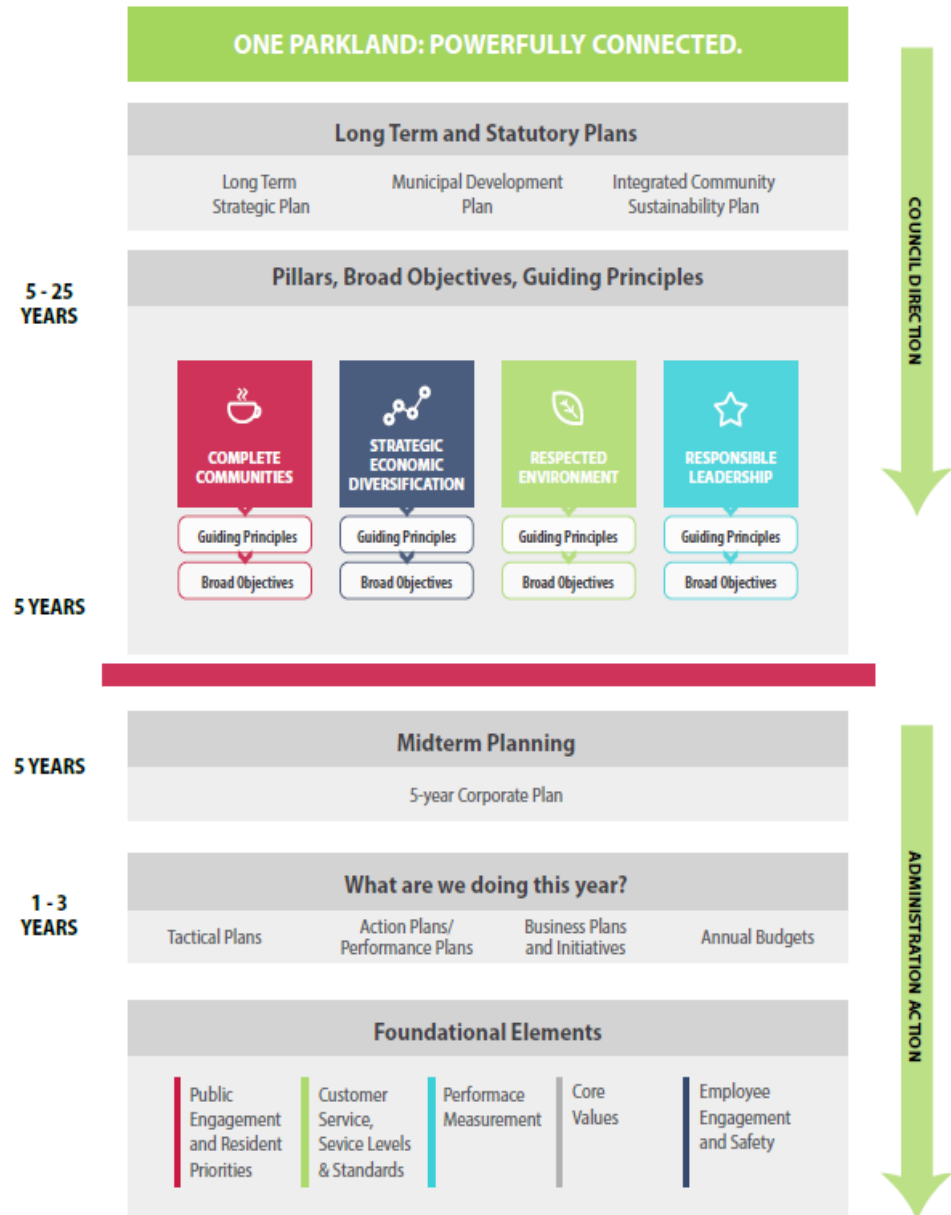 ONE PARKLAND: POWERFULLY CONNECTED.
Long Term and Statutory Plans
Long Term
Strategic Plan
Municipal Development
Plan
Integrated Community
Sustainability Plan
COUNCIL DIRECTION
5 - 25
YEARS
Pillars, Broad Objectives, Guiding Principles
COMPLETE
COMMUNITIES
Guiding Principles
Broad Objectives
STRATEGIC
ECONOMIC
DIVERSIFICATION
Guiding Principles
Broad Objectives
RESPECTED
ENVIRONMENT
Guiding Principles
Broad Objectives
RESPONSIBLE
LEADERSHIP
Guiding Principles
Broad Objectives
5 YEARS
5 YEARS
Midterm Planning
5-year Corporate Plan
ADMINISTRATION ACTION
1 - 3
YEARS
What are we doing this year?
Tactical Plans
Action Plans/
Performance Plans
Business Plans
and Initiatives
Annual Budgets
Foundational Elements
Public
Engagement
and Resident
Priorities
Customer
Service,
Sevice Levels
& Standards
Performace
Measurement
Core
Values
Employee
Engagement
and Safety